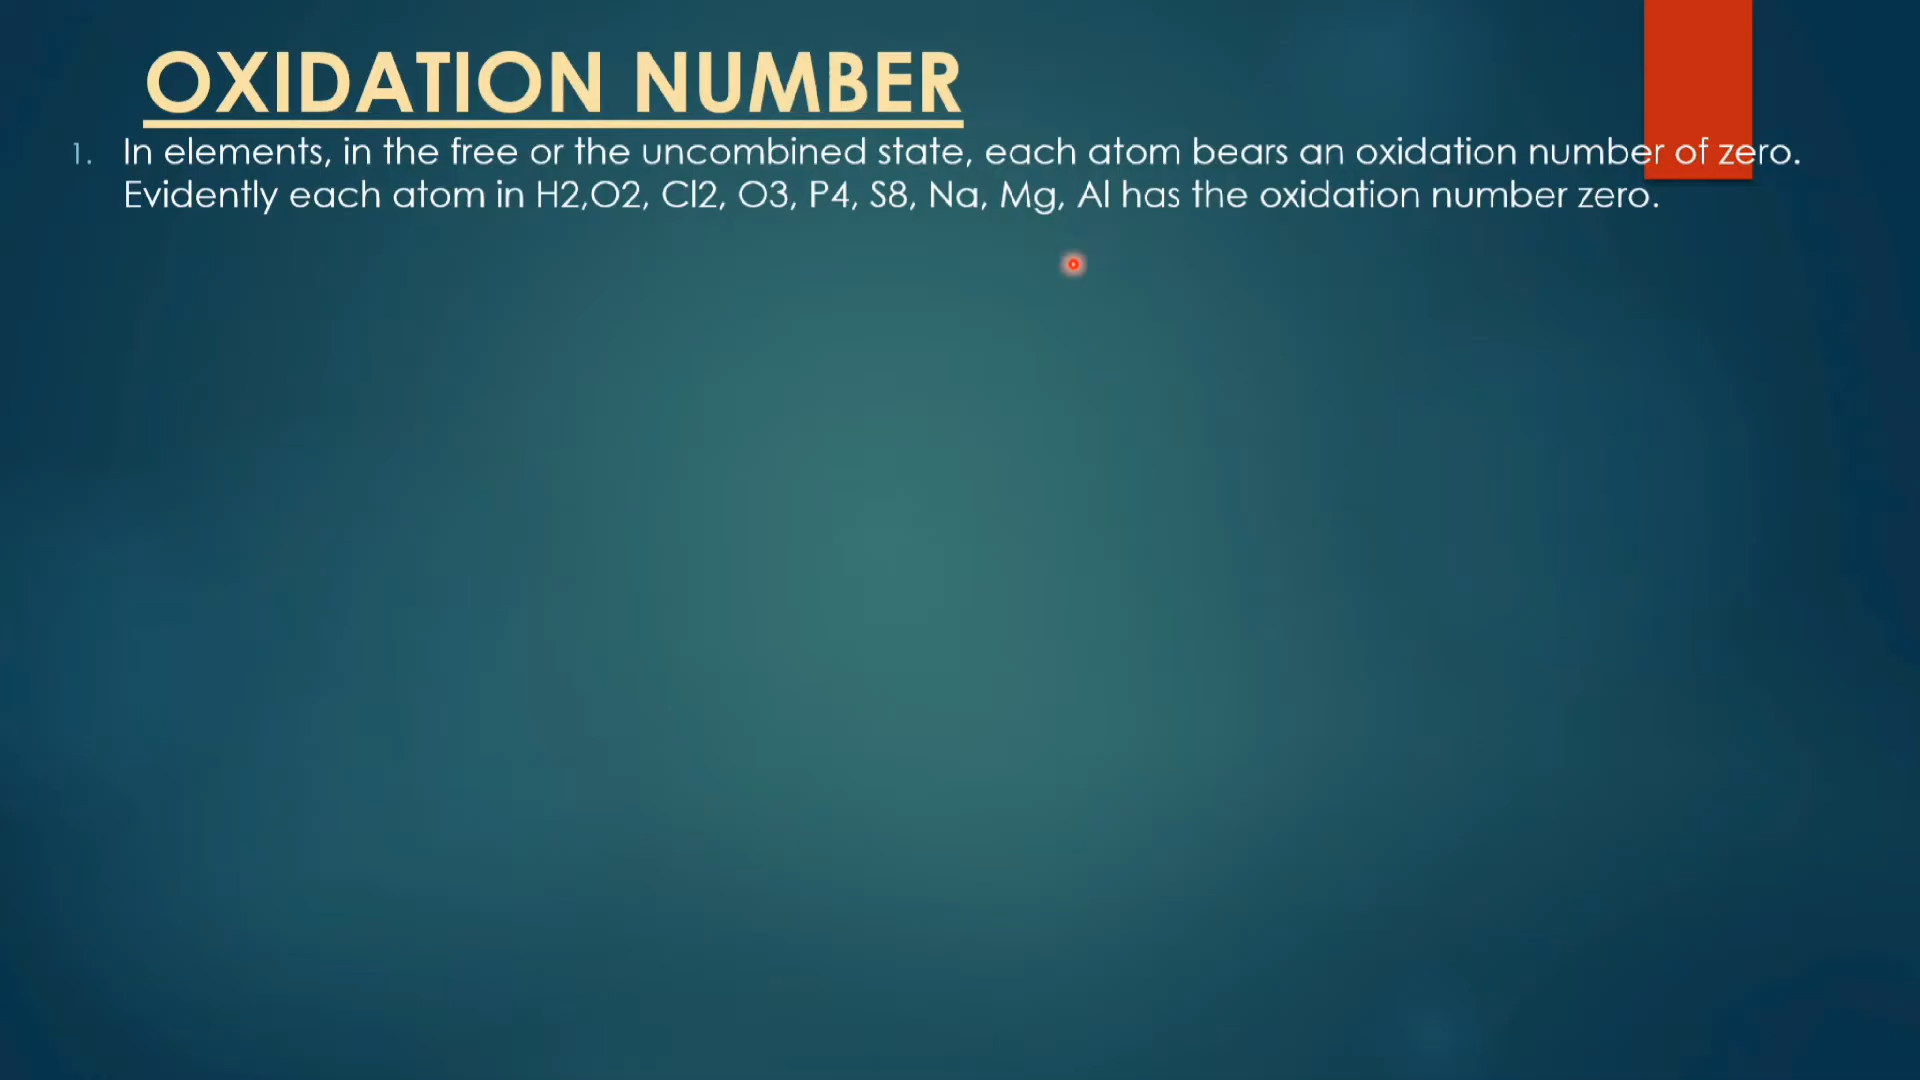 OXIDATION NUMBER
1. In elements, in the free or the uncombined state, each atom bears an oxidation number of zero.
Evidently each atom in H2,O2, Cl2, O3, P4, S8, Na, Mg, Al has the oxidation number zero.